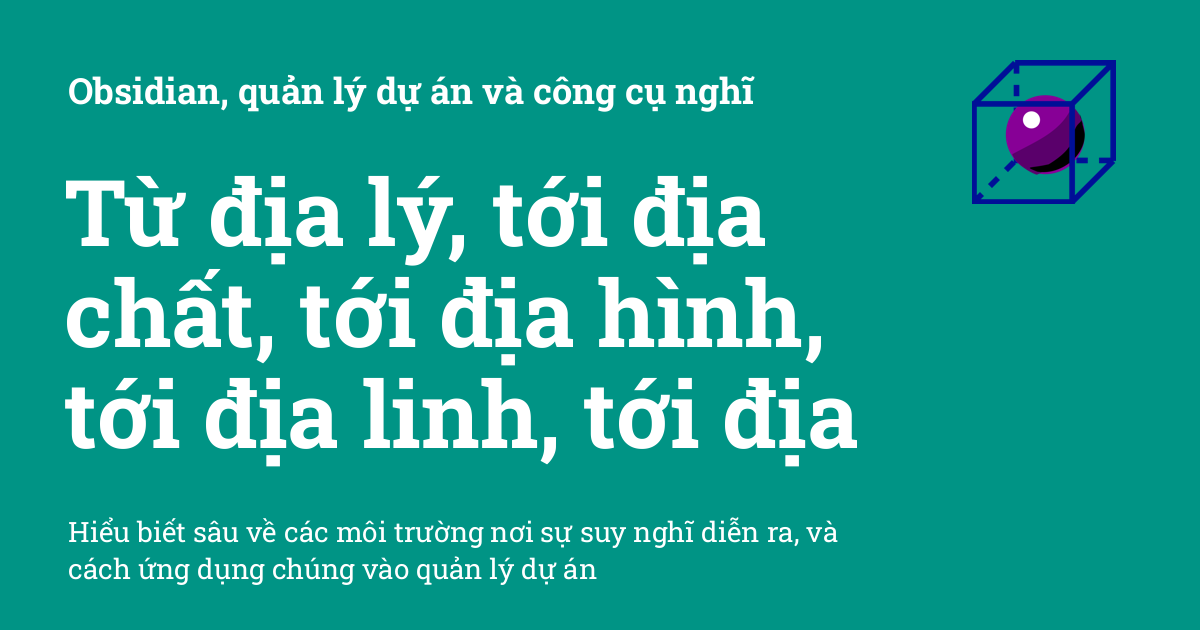 Obsidian, quản lý dự án và công cụ nghĩ
Từ địa lý, tới địa
chất, tới địa hình,
tới địa linh, tới địa
Hiểu biết sâu về các môi trường nơi sự suy nghĩ diễn ra, và
cách ứng dụng chúng vào quản lý dự án